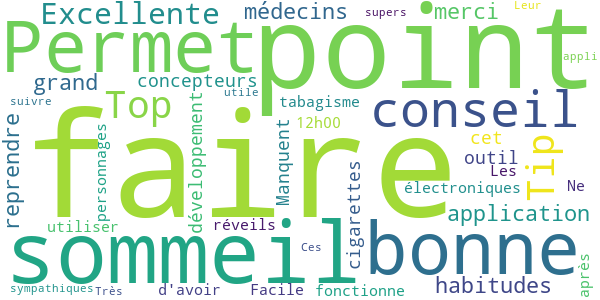 Excellente
médecins
supers
merci
Leur
Permet
point
appli
grand
concepteurs
utile
suivre
Top
tabagisme
conseil
faire
12h00
cet
Tip
reprendre
personnages
développement
Manquent
outil
Les
cigarettes
électroniques
Ne
application
utiliser
réveils
sommeil
Ces
bonne
après
habitudes
sympathiques
Très
d'avoir
Facile
fonctionne